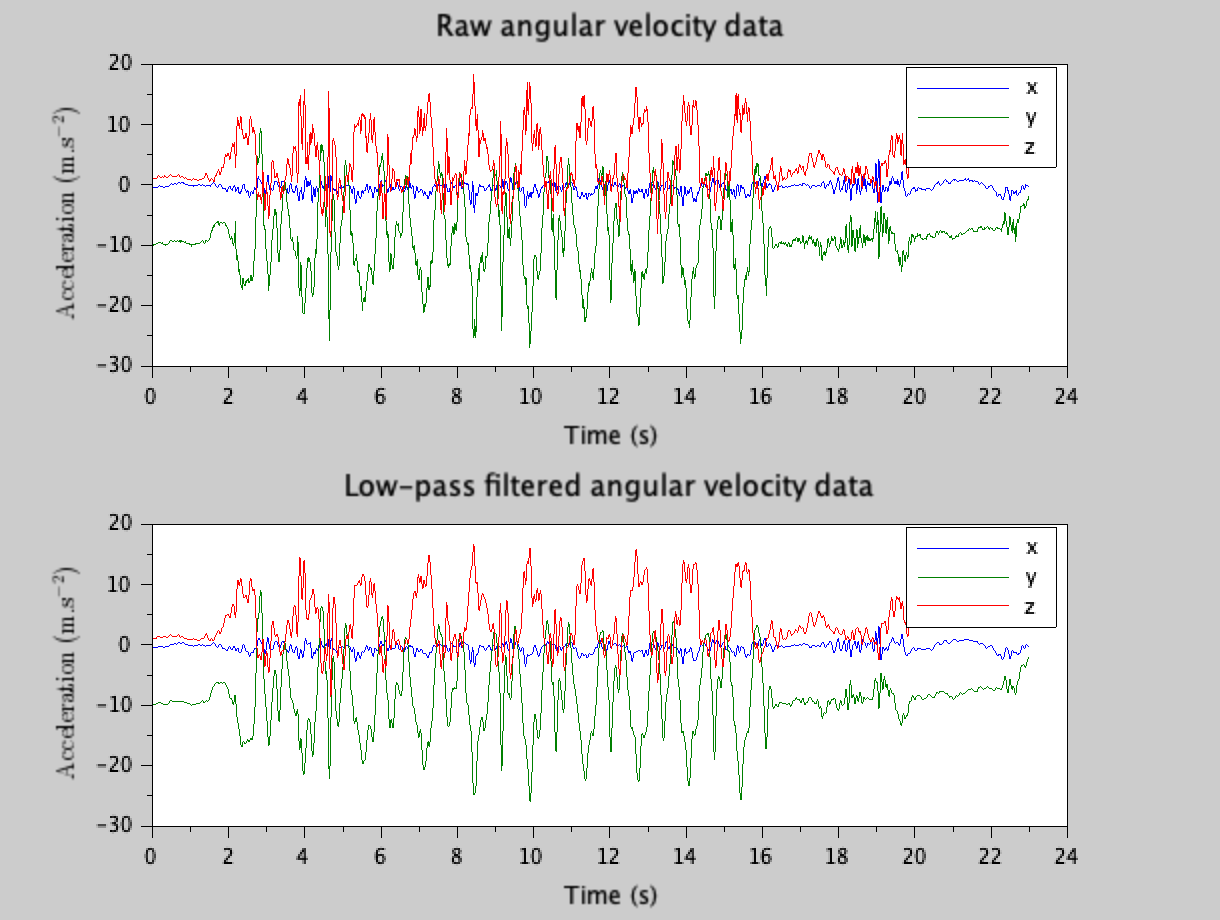 Raw angular velocity data
20
10
0
-10
-20
-30
Acceleration (m.s⁻²)
x
y
z
0 2 4 6 8 10 12 14 16 18 20 22 24
Time (s)
Low-pass filtered angular velocity data
20
10
0
-10
-20
-30
Acceleration (m.s⁻²)
x
y
z
0 2 4 6 8 10 12 14 16 18 20 22 24
Time (s)